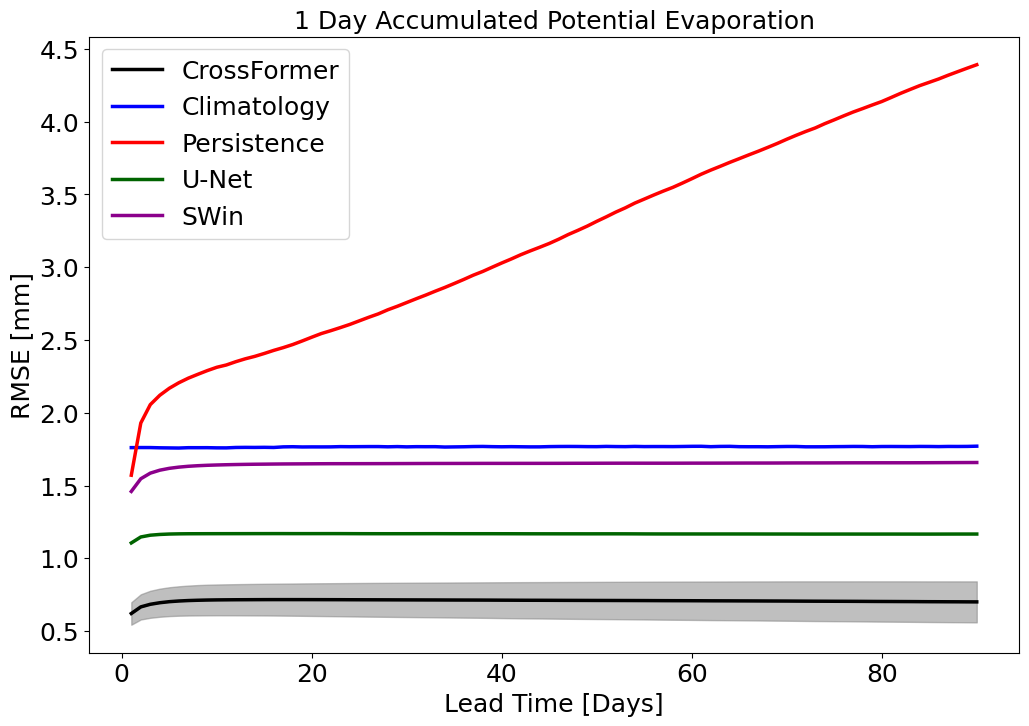 1 Day Accumulated Potential Evaporation
4.5
4.0
3.5
3.0
2.5
2.0
1.5
1.0
0.5
RMSE [mm]
CrossFormer
Climatology
Persistence
U-Net
SWin
0 20 40 60 80
Lead Time [Days]